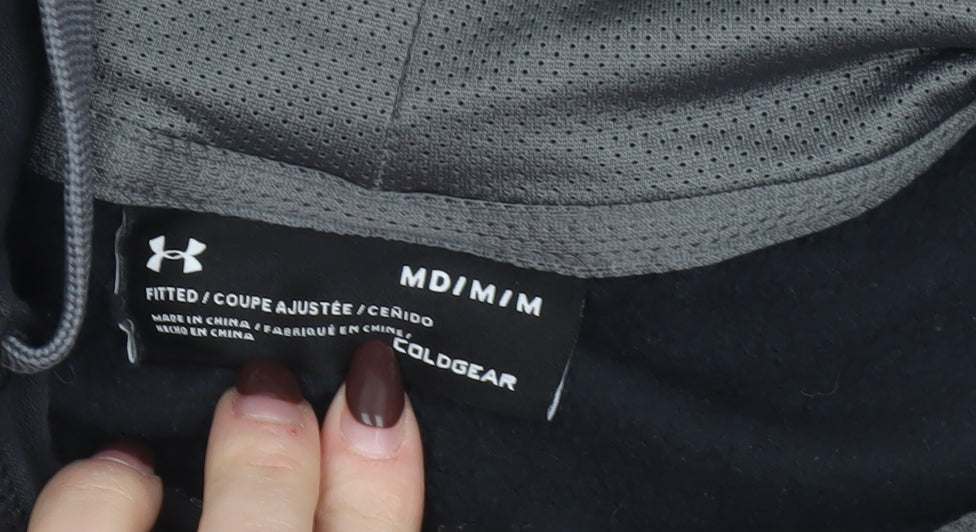 MD/M/M
FITTED / COUPE AJUSTÉE / CEÑIDO
MADE IN CHINA / FABRIQUÉ EN CHINE/
HECHO EN CHINA
COLDGEAR